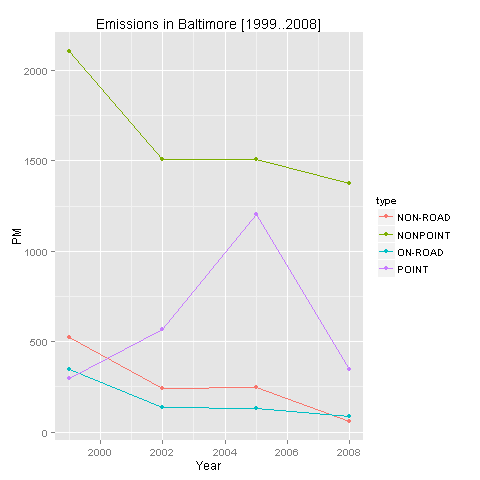 Emissions in Baltimore [1999..2008]
PM
2000
1500
1000
500
0
2000
2002
2004
2006
2008
Year
type
NON-ROAD
NONPOINT
ON-ROAD
POINT